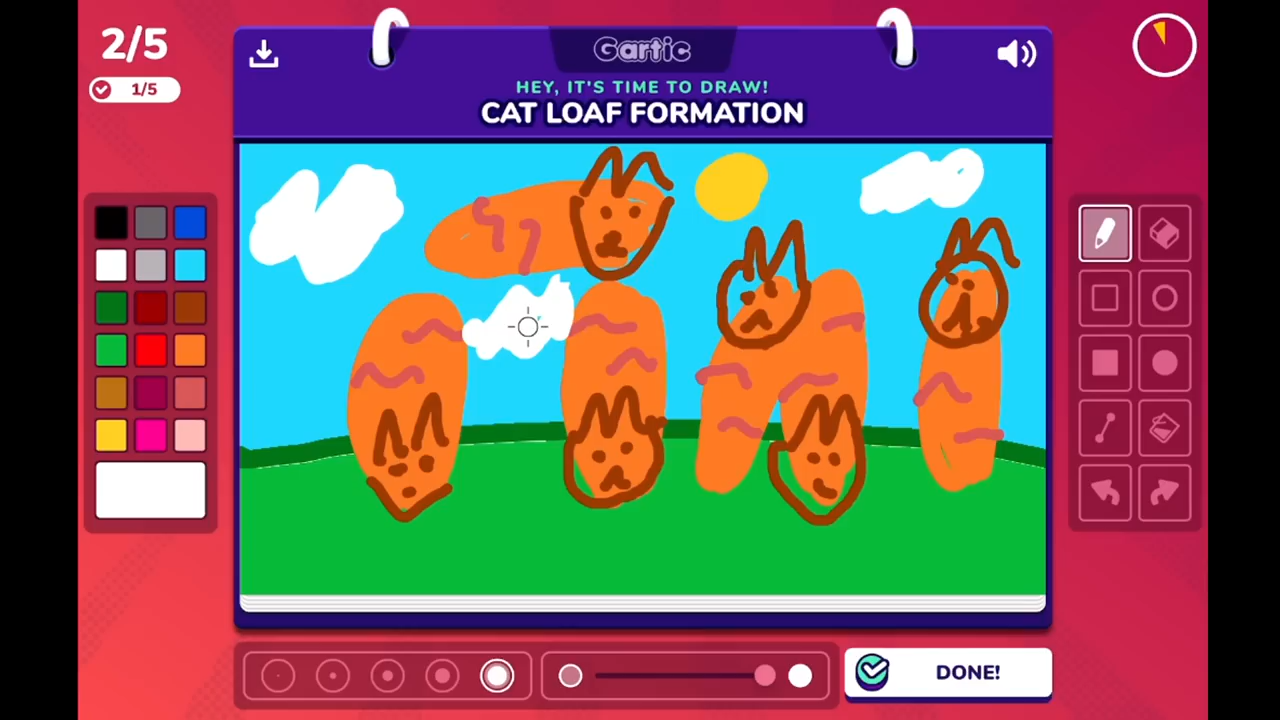 2/5
1/5
Gartic
HEY, IT'S TIME TO DRAW!
CAT LOAF FORMATION
DONE!